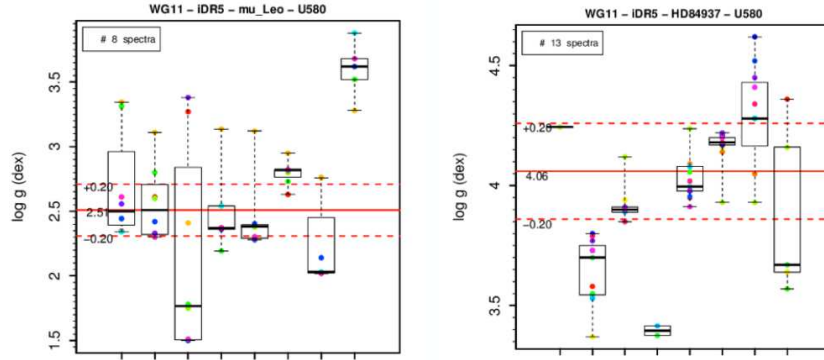 WG11 − iDR5 − mu_Leo − U580
# 8 spectra
log g (dex)
3.5
3
2.5
2
1.5
+0.20
2.51
−0.20
WG11 − iDR5 − HD84937 − U580
# 13 spectra
log g (dex)
4.5
4
3.5
+0.20
4.06
−0.20